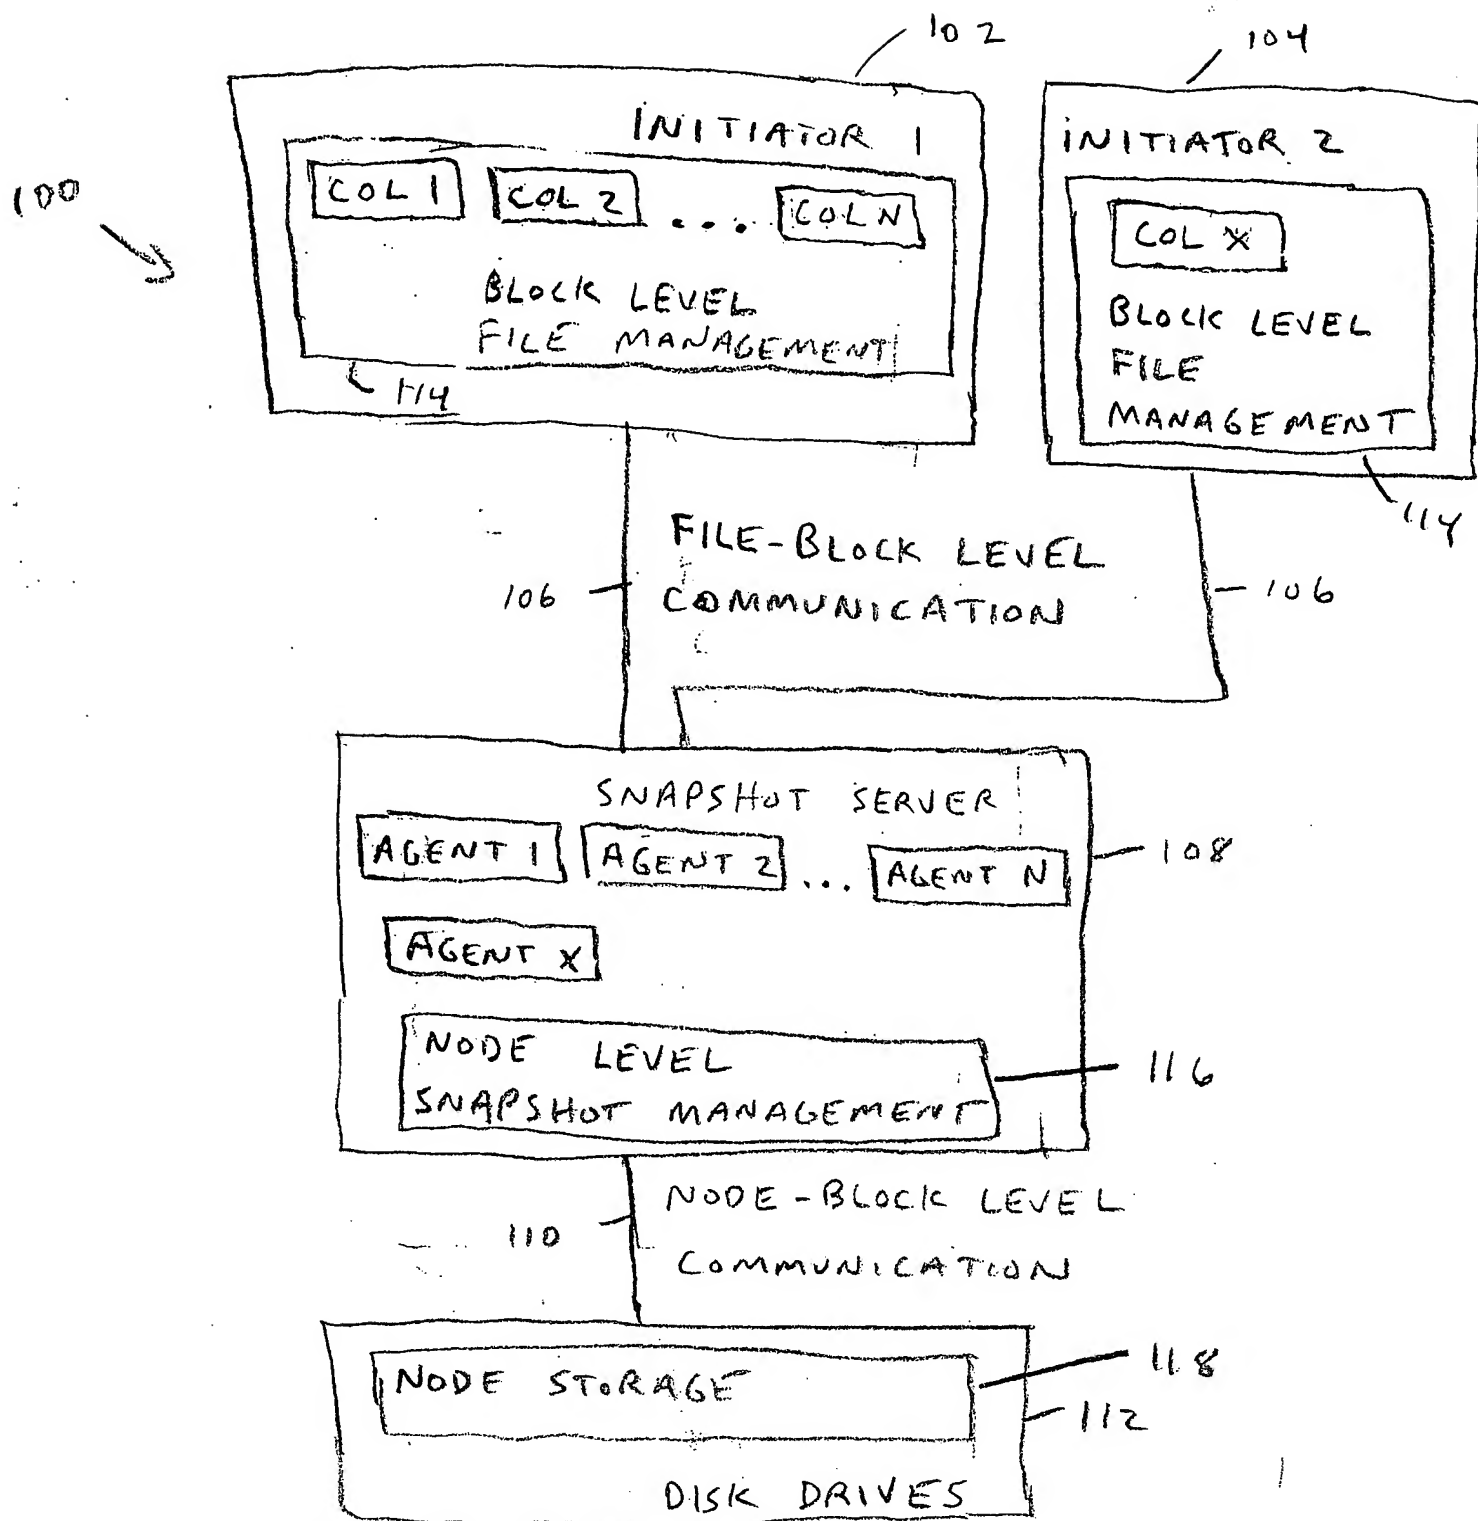 102
104
100
INITIATOR 1
COL 1 COL 2 ... COL N
BLOCK LEVEL
FILE MANAGEMENT
114
INITIATOR 2
COL X
BLOCK LEVEL
FILE
MANAGEMENT
114
FILE-BLOCK LEVEL
COMMUNICATION
106
106
SNAPSHOT SERVER
AGENT 1 AGENT 2 ... AGENT N
108
AGENT X
NODE LEVEL
SNAPSHOT MANAGEMENT
116
NODE-BLOCK LEVEL
COMMUNICATION
110
NODE STORAGE
118
112
DISK DRIVES